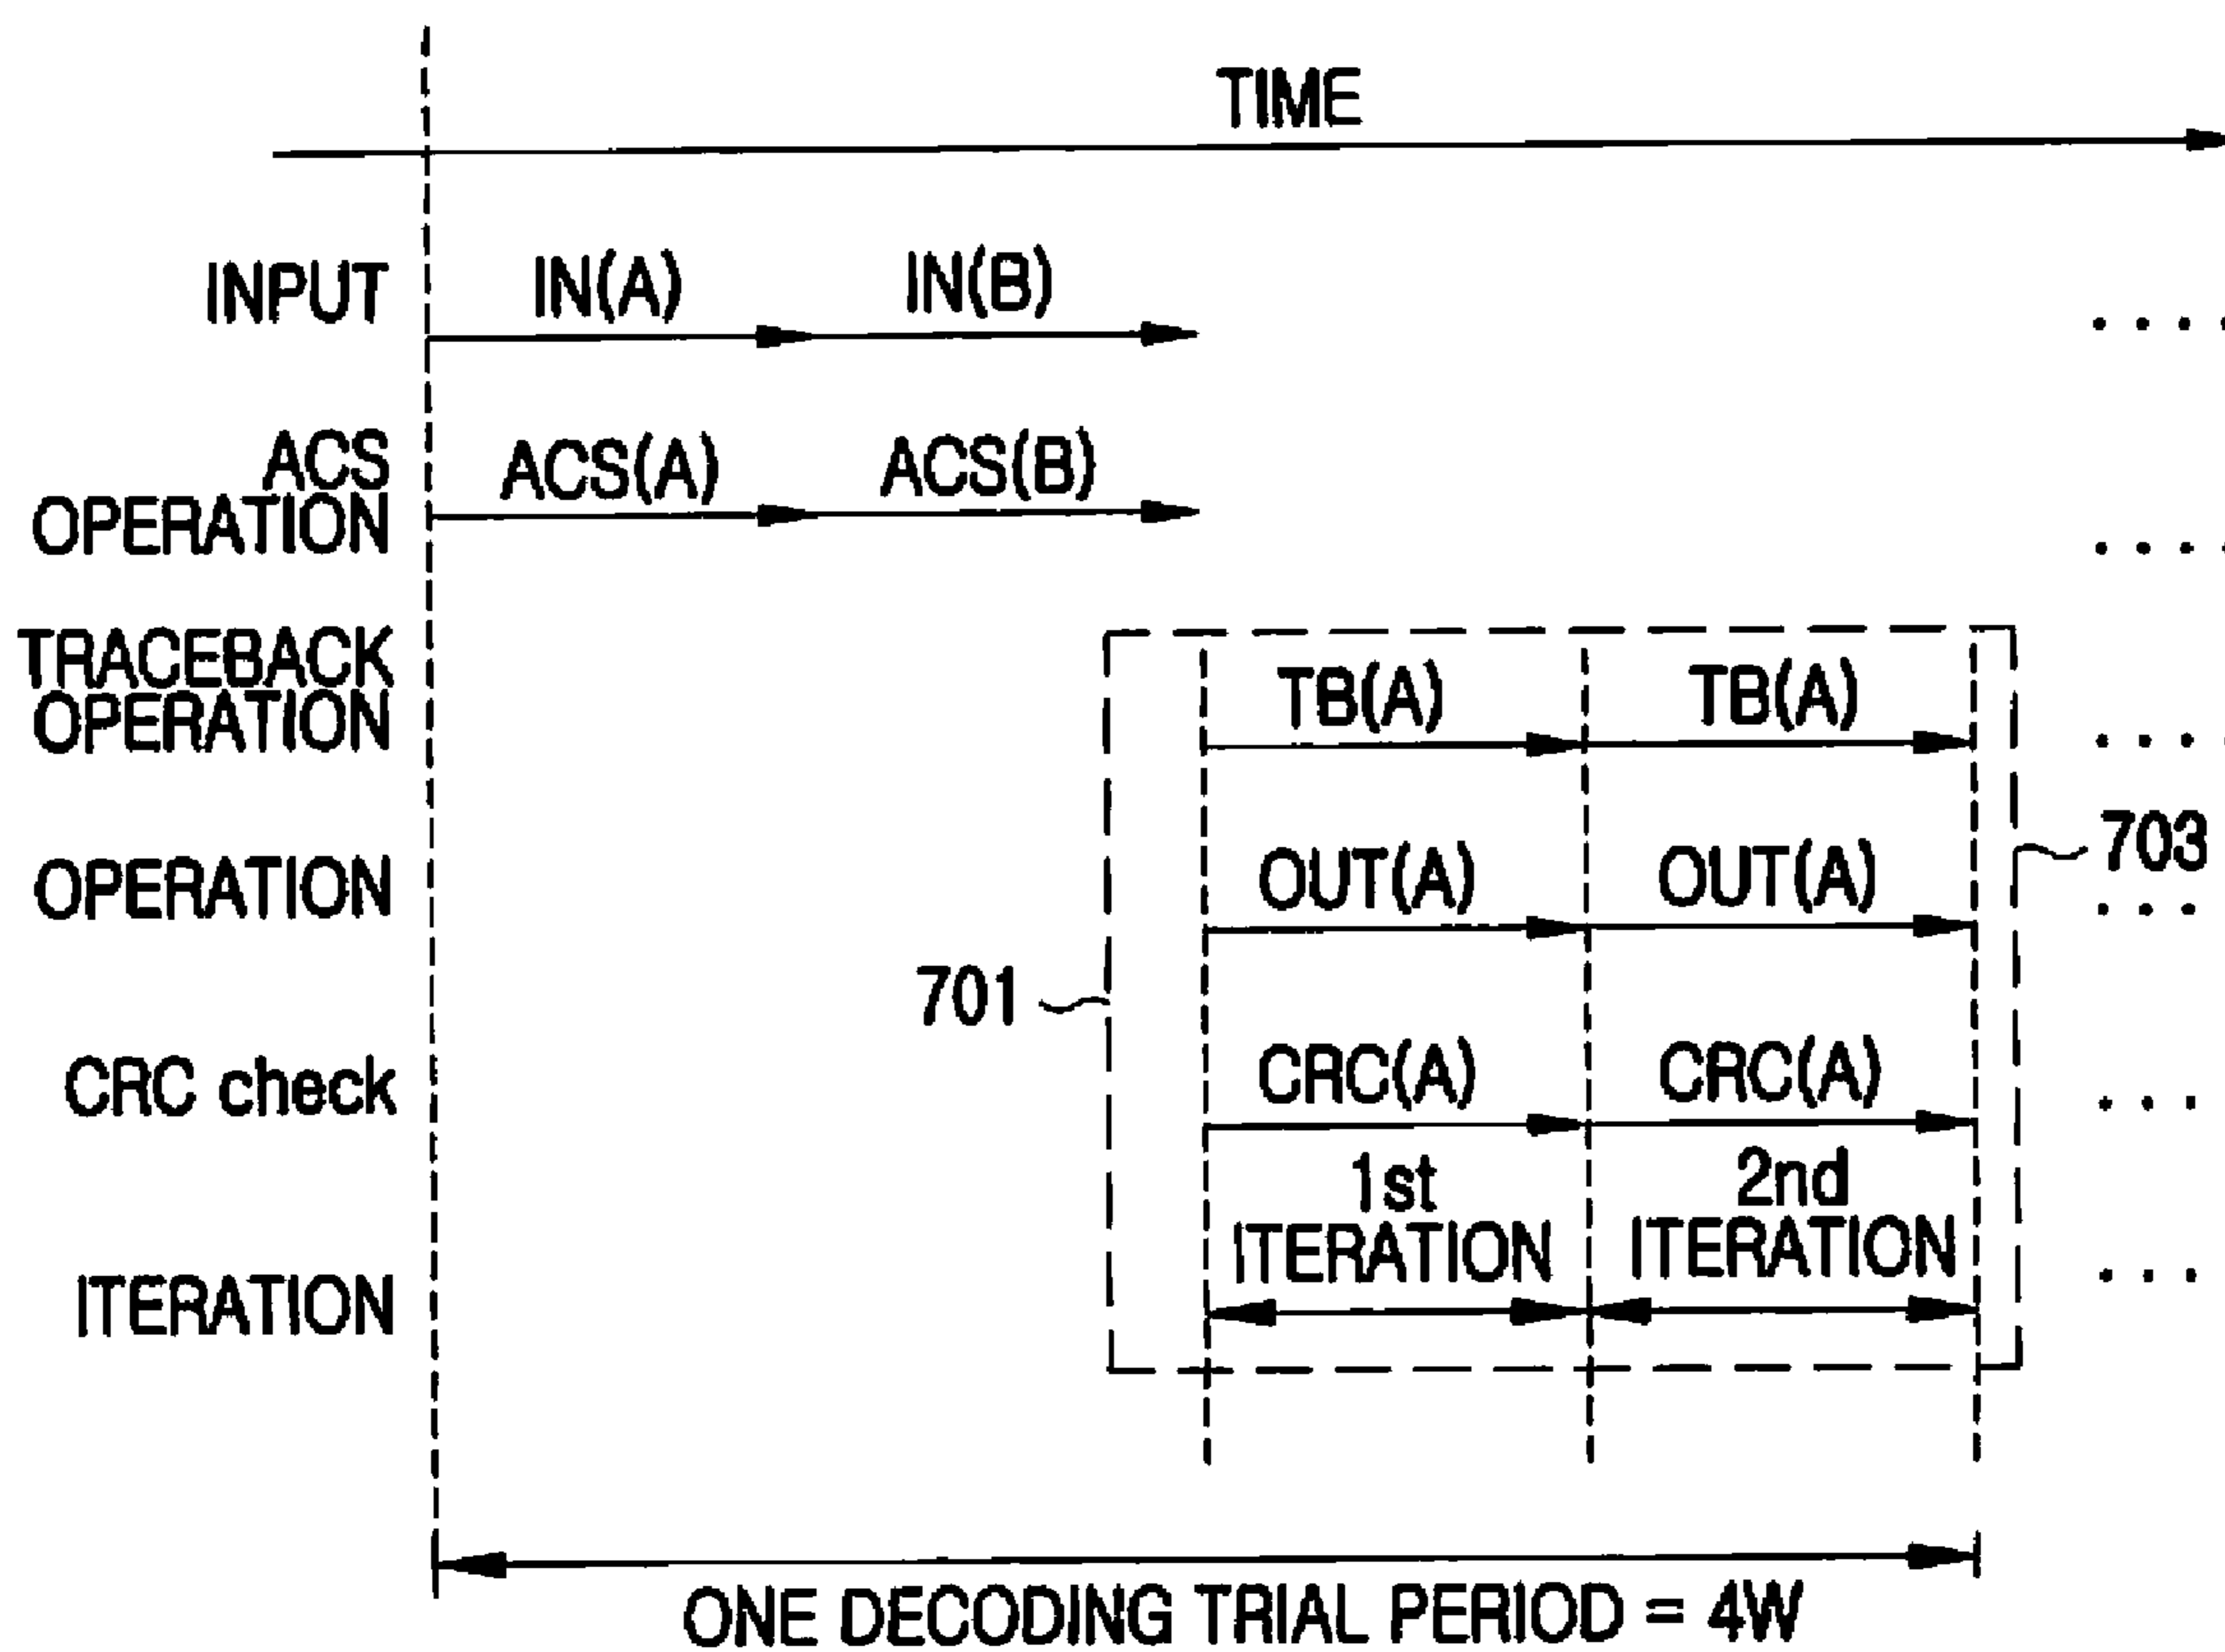 TIME
INPUT
IN(A) IN(B)
....
ACS
OPERATION
ACS(A) ACS(B)
....
TRACEBACK
OPERATION
TB(A) TB(A)
....
OPERATION
OUT(A) OUT(A)
703
...
701
CRC check
CRC(A) CRC(A)
...
1st
ITERATION
2nd
ITERATION
ITERATION
...
ONE DECODING TRIAL PERIOD = 4W